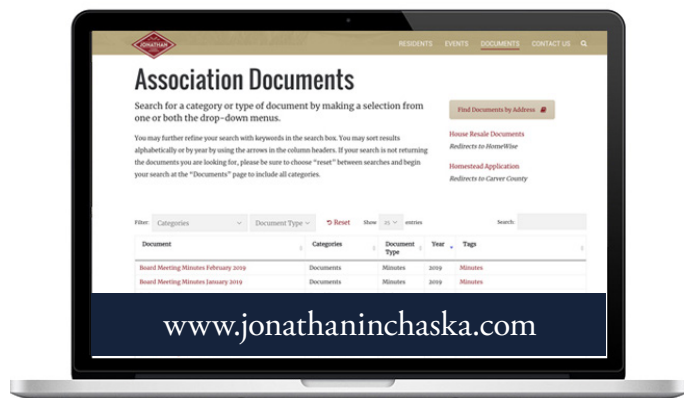 JONATHAN
RESIDENTS EVENTS DOCUMENTS CONTACT US
Association Documents
Search for a category or type of document by making a selection from
one or both the drop-down menus.
You may further refine your search with keywords in the search box. You may sort results
alphabetically or by year by using the arrows in the column headers. If your search is not returning
the documents you are looking for, please be sure to choose "reset" between searches and begin
your search at the "Documents" page to include all categories.
Find Documents by Address
House Resale Documents
Redirects to HomeWise
Homestead Application
Redirects to Carver County
Filter: Categories Document Type Reset Show 25 entries Search:
Document Categories Document Type Year Tags
Board Meeting Minutes February 2019 Documents Minutes 2019 Minutes
Board Meeting Minutes January 2019 Documents Minutes 2019 Minutes
www.jonathaninchaska.com